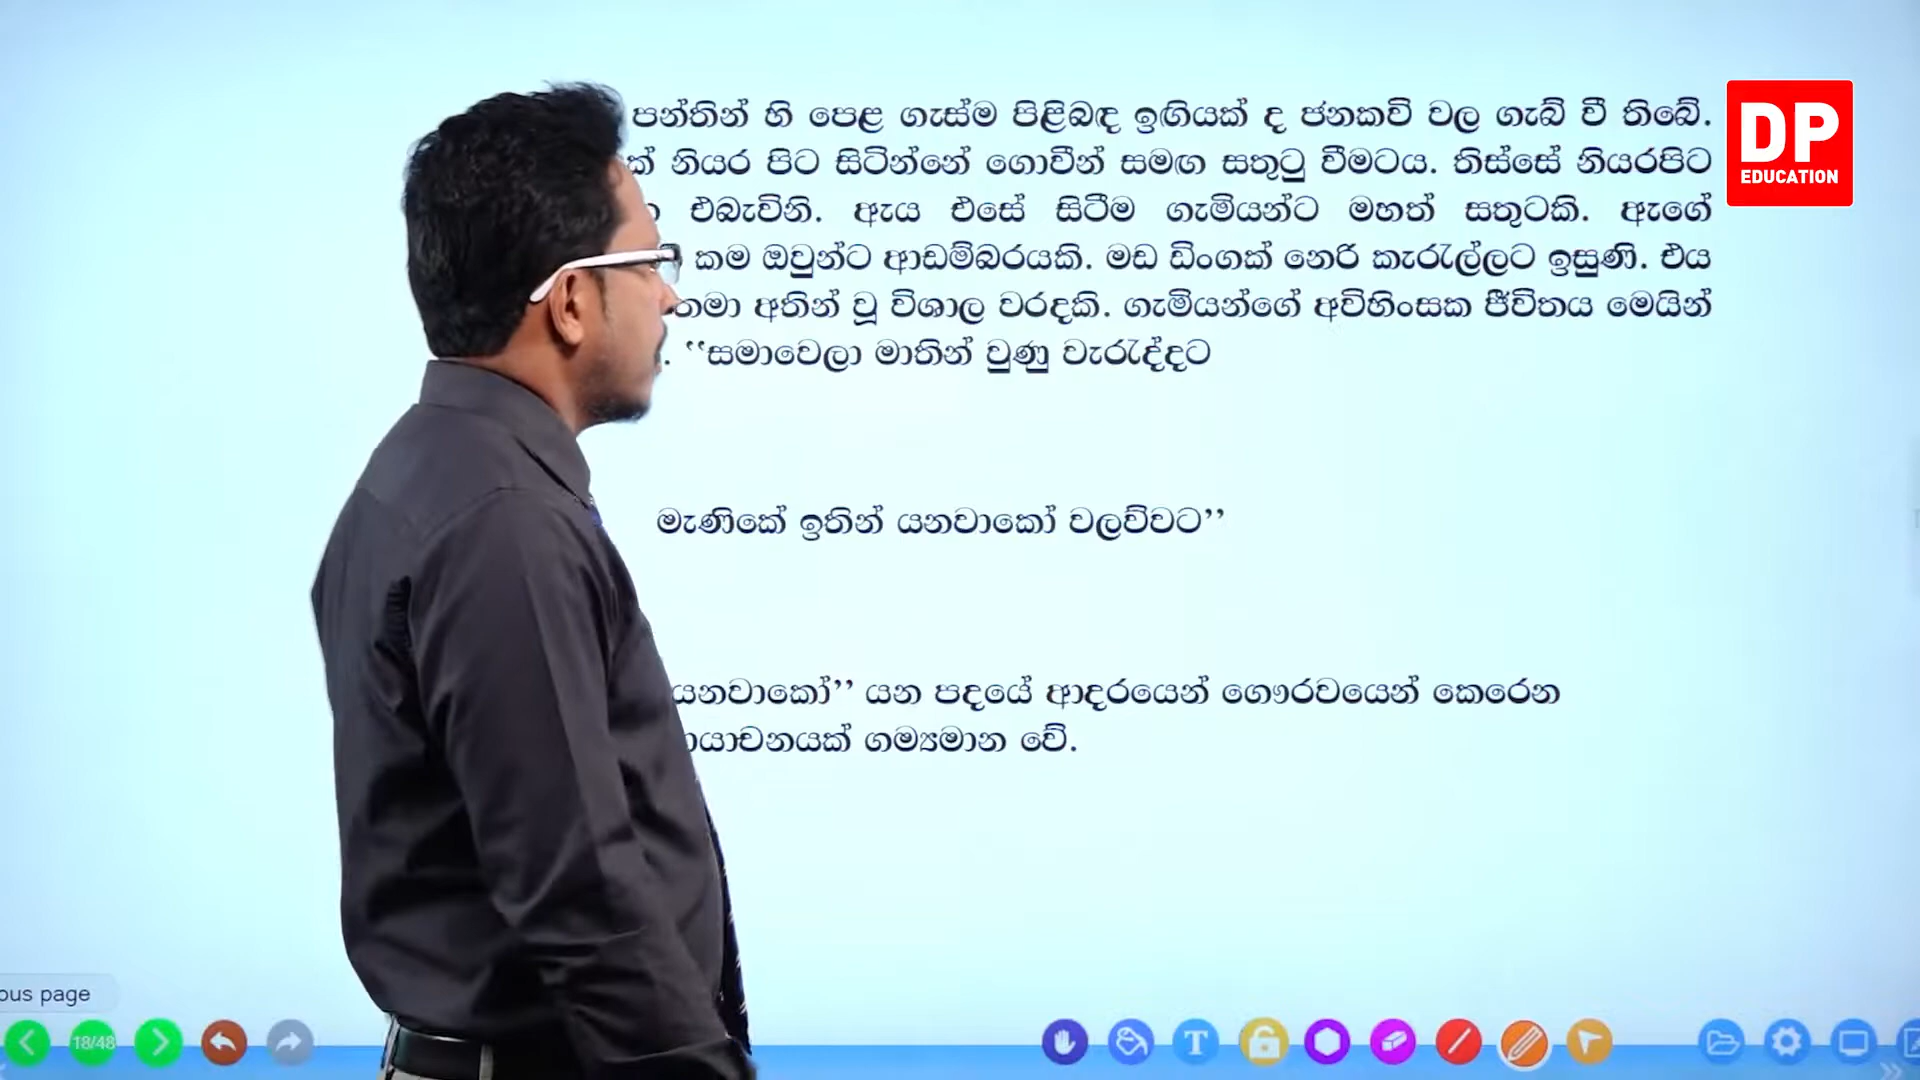 පන්තින් හි පෙළ ගැස්ම පිළිබඳ ඉඟියක් ද ජනකවි වල ගැබ් වී තිබේ.
නියර පිට සිටින්නේ ගොවීන් සමඟ සතුටු වීමටය. තිස්සේ නියරපිට
එබැවිනි. ඇය එසේ සිටීම ගැමියන්ට මහත් සතුටකි. ඇගේ
කම ඔවුන්ට ආඩම්බරයකි. මඩ ඩිංගක් නෙරි කැරැල්ලට ඉසුණි. එය
තමා අතින් වූ විශාල වරදකි. ගැමියන්ගේ අවිහිංසක ජීවිතය මෙයින්
“සමාවෙලා මාතින් වුණු වැරැද්දට
මැණිකේ ඉතින් යනවාකෝ වලව්වට”
යනවාකෝ” යන පදයේ ආදරයෙන් ගෞරවයෙන් කෙරෙන
ගම්‍යමාන වේ.
DP
EDUCATION
page
18/48
T